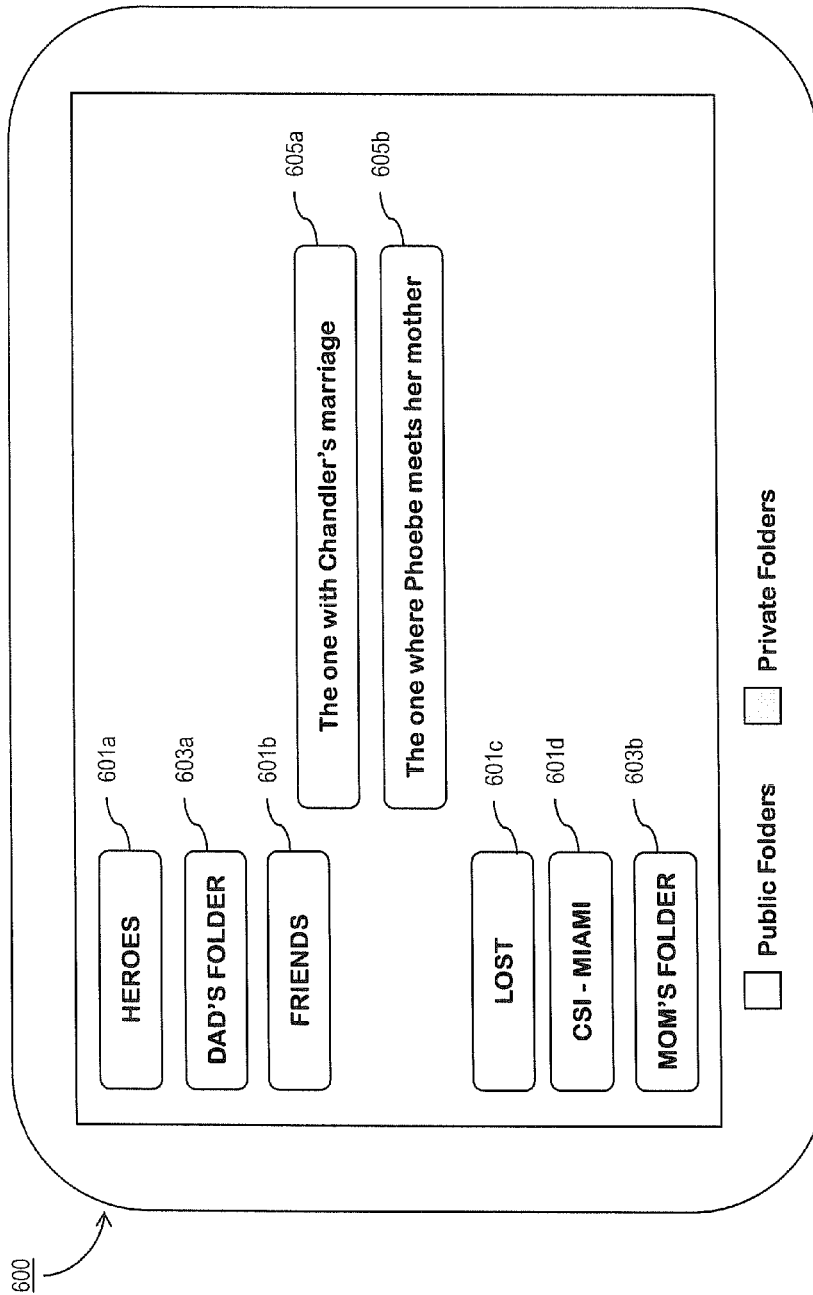 600
HEROES
601a
DAD'S FOLDER
603a
FRIENDS
601b
The one with Chandler's marriage
605a
The one where Phoebe meets her mother
605b
LOST
601c
CSI - MIAMI
601d
MOM'S FOLDER
603b
Public Folders
Private Folders